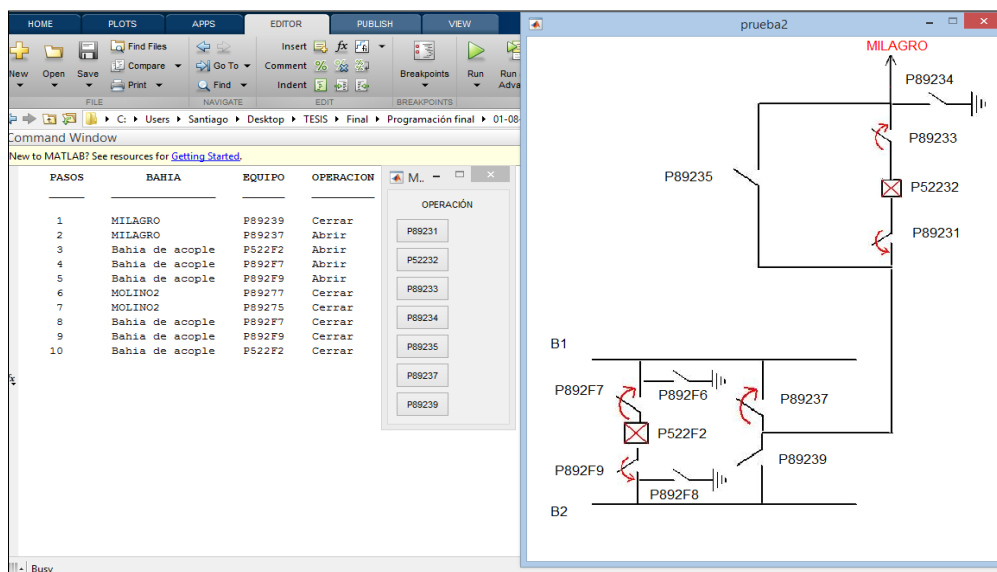 HOME PLOTS APPS EDITOR PUBLISH VIEW
New Open Save
Find Files
Compare
Print
Go To
Find
Insert fx
Comment
Indent
Breakpoints
Run
Run
Adva
FILE NAVIGATE EDIT BREAKPOINTS
C: Users Santiago Desktop TESIS Final Programación final 01-08-
Command Window
New to MATLAB? See resources for Getting Started.
PASOS BAHIA EQUIPO OPERACION
1 MILAGRO P89239 Cerrar
2 MILAGRO P89237 Abrir
3 Bahia de acople P522F2 Abrir
4 Bahia de acople P892F7 Abrir
5 Bahia de acople P892F9 Abrir
6 MOLINO2 P89277 Cerrar
7 MOLINO2 P89275 Cerrar
8 Bahia de acople P892F7 Cerrar
9 Bahia de acople P892F9 Cerrar
10 Bahia de acople P522F2 Cerrar
fx
Busy
M..
OPERACIÓN
P89231
P52232
P89233
P89234
P89235
P89237
P89239
prueba2
MILAGRO
P89234
P89233
P89235
P52232
P89231
B1
P892F7
P892F6
P89237
P522F2
P892F9
P89239
P892F8
B2